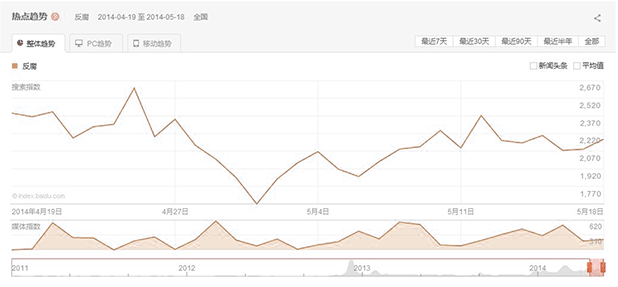 热点趋势 ? 反腐 2014-04-19 至 2014-05-18 全国
整体趋势 PC趋势 移动趋势 最近7天 最近30天 最近90天 最近半年 全部
反腐 新闻头条 平均值
搜索指数
2,670
2,520
2,370
2,220
2,070
1,920
1,770
© index.baidu.com
2014年4月19日 4月27日 5月4日 5月11日 5月18日
媒体指数
620
310
2011 2012 2013 2014